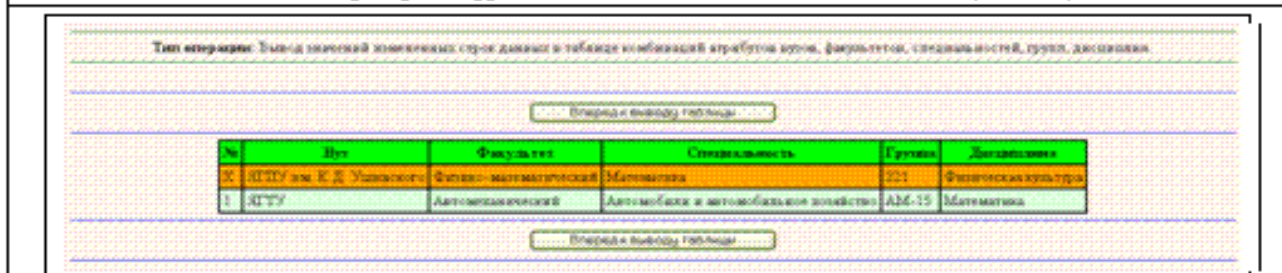 Тип операции: Вывод значений измененных строк данных в таблице комбинаций атрибутов вузов, факультетов, специальностей, групп, дисциплин.
Вперед к выводу таблицы
№ Вуз Факультет Специальность Группа Дисциплина
X ЯГПУ им. К.Д. Ушинского Физико-математический Математика 221 Физическая культура
1 ЯГТУ Автомеханический Автомобили и автомобильное хозяйство АМ-15 Математика
Вперед к выводу таблицы